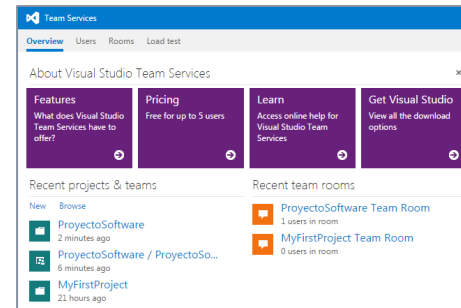 Team Services
Overview Users Rooms Load test
About Visual Studio Team Services
Features
What does Visual Studio
Team Services have to
offer?
Pricing
Free for up to 5 users
Learn
Access online help for
Visual Studio Team
Services
Get Visual Studio
View all the download
options
Recent projects & teams
New Browse
ProyectoSoftware
2 minutes ago
ProyectoSoftware / ProyectoSo...
6 minutes ago
MyFirstProject
21 hours ago
Recent team rooms
ProyectoSoftware Team Room
1 users in room
MyFirstProject Team Room
0 users in room